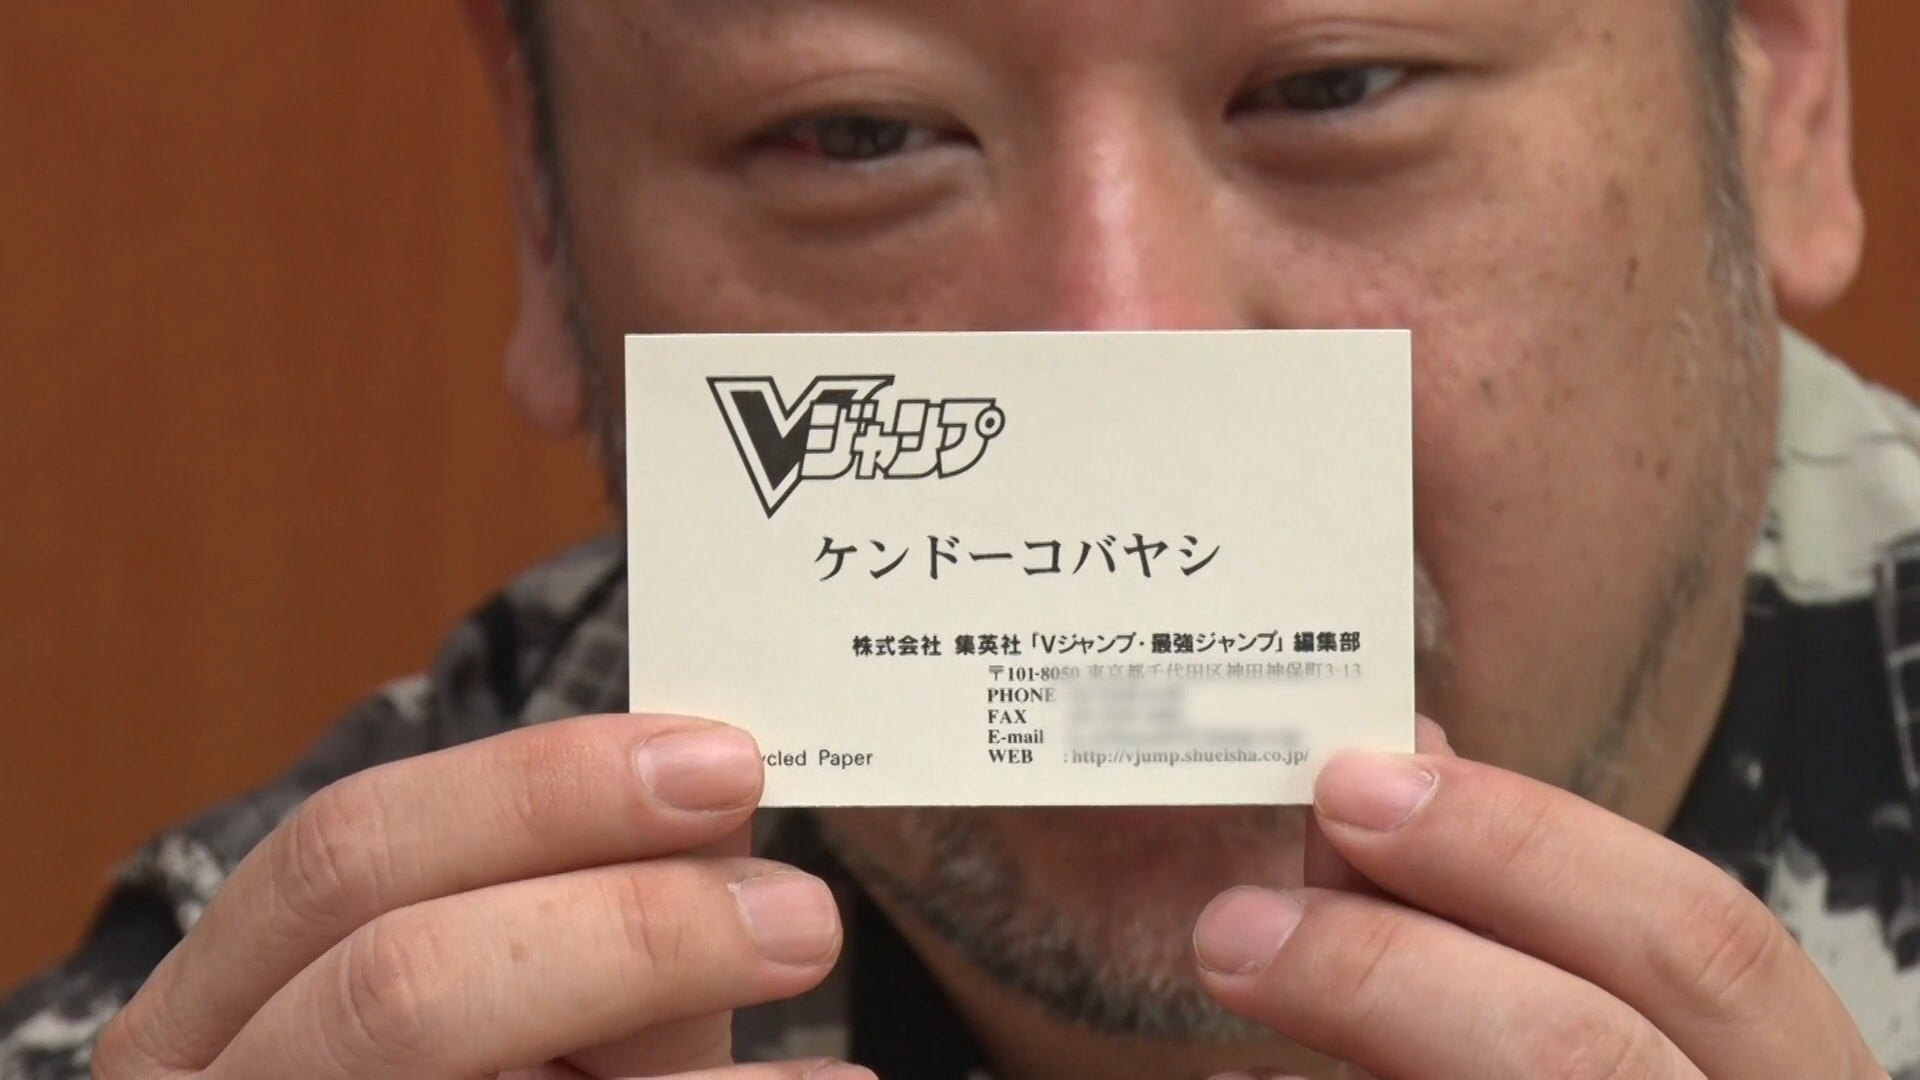 Vジャンプ
ケンドーコバヤシ
株式会社 集英社「Vジャンプ・最強ジャンプ」編集部
〒101-8050 東京都千代田区神田神保町3-13
PHONE
FAX
E-mail
WEB :http://vjump.shueisha.co.jp/
ycled Paper